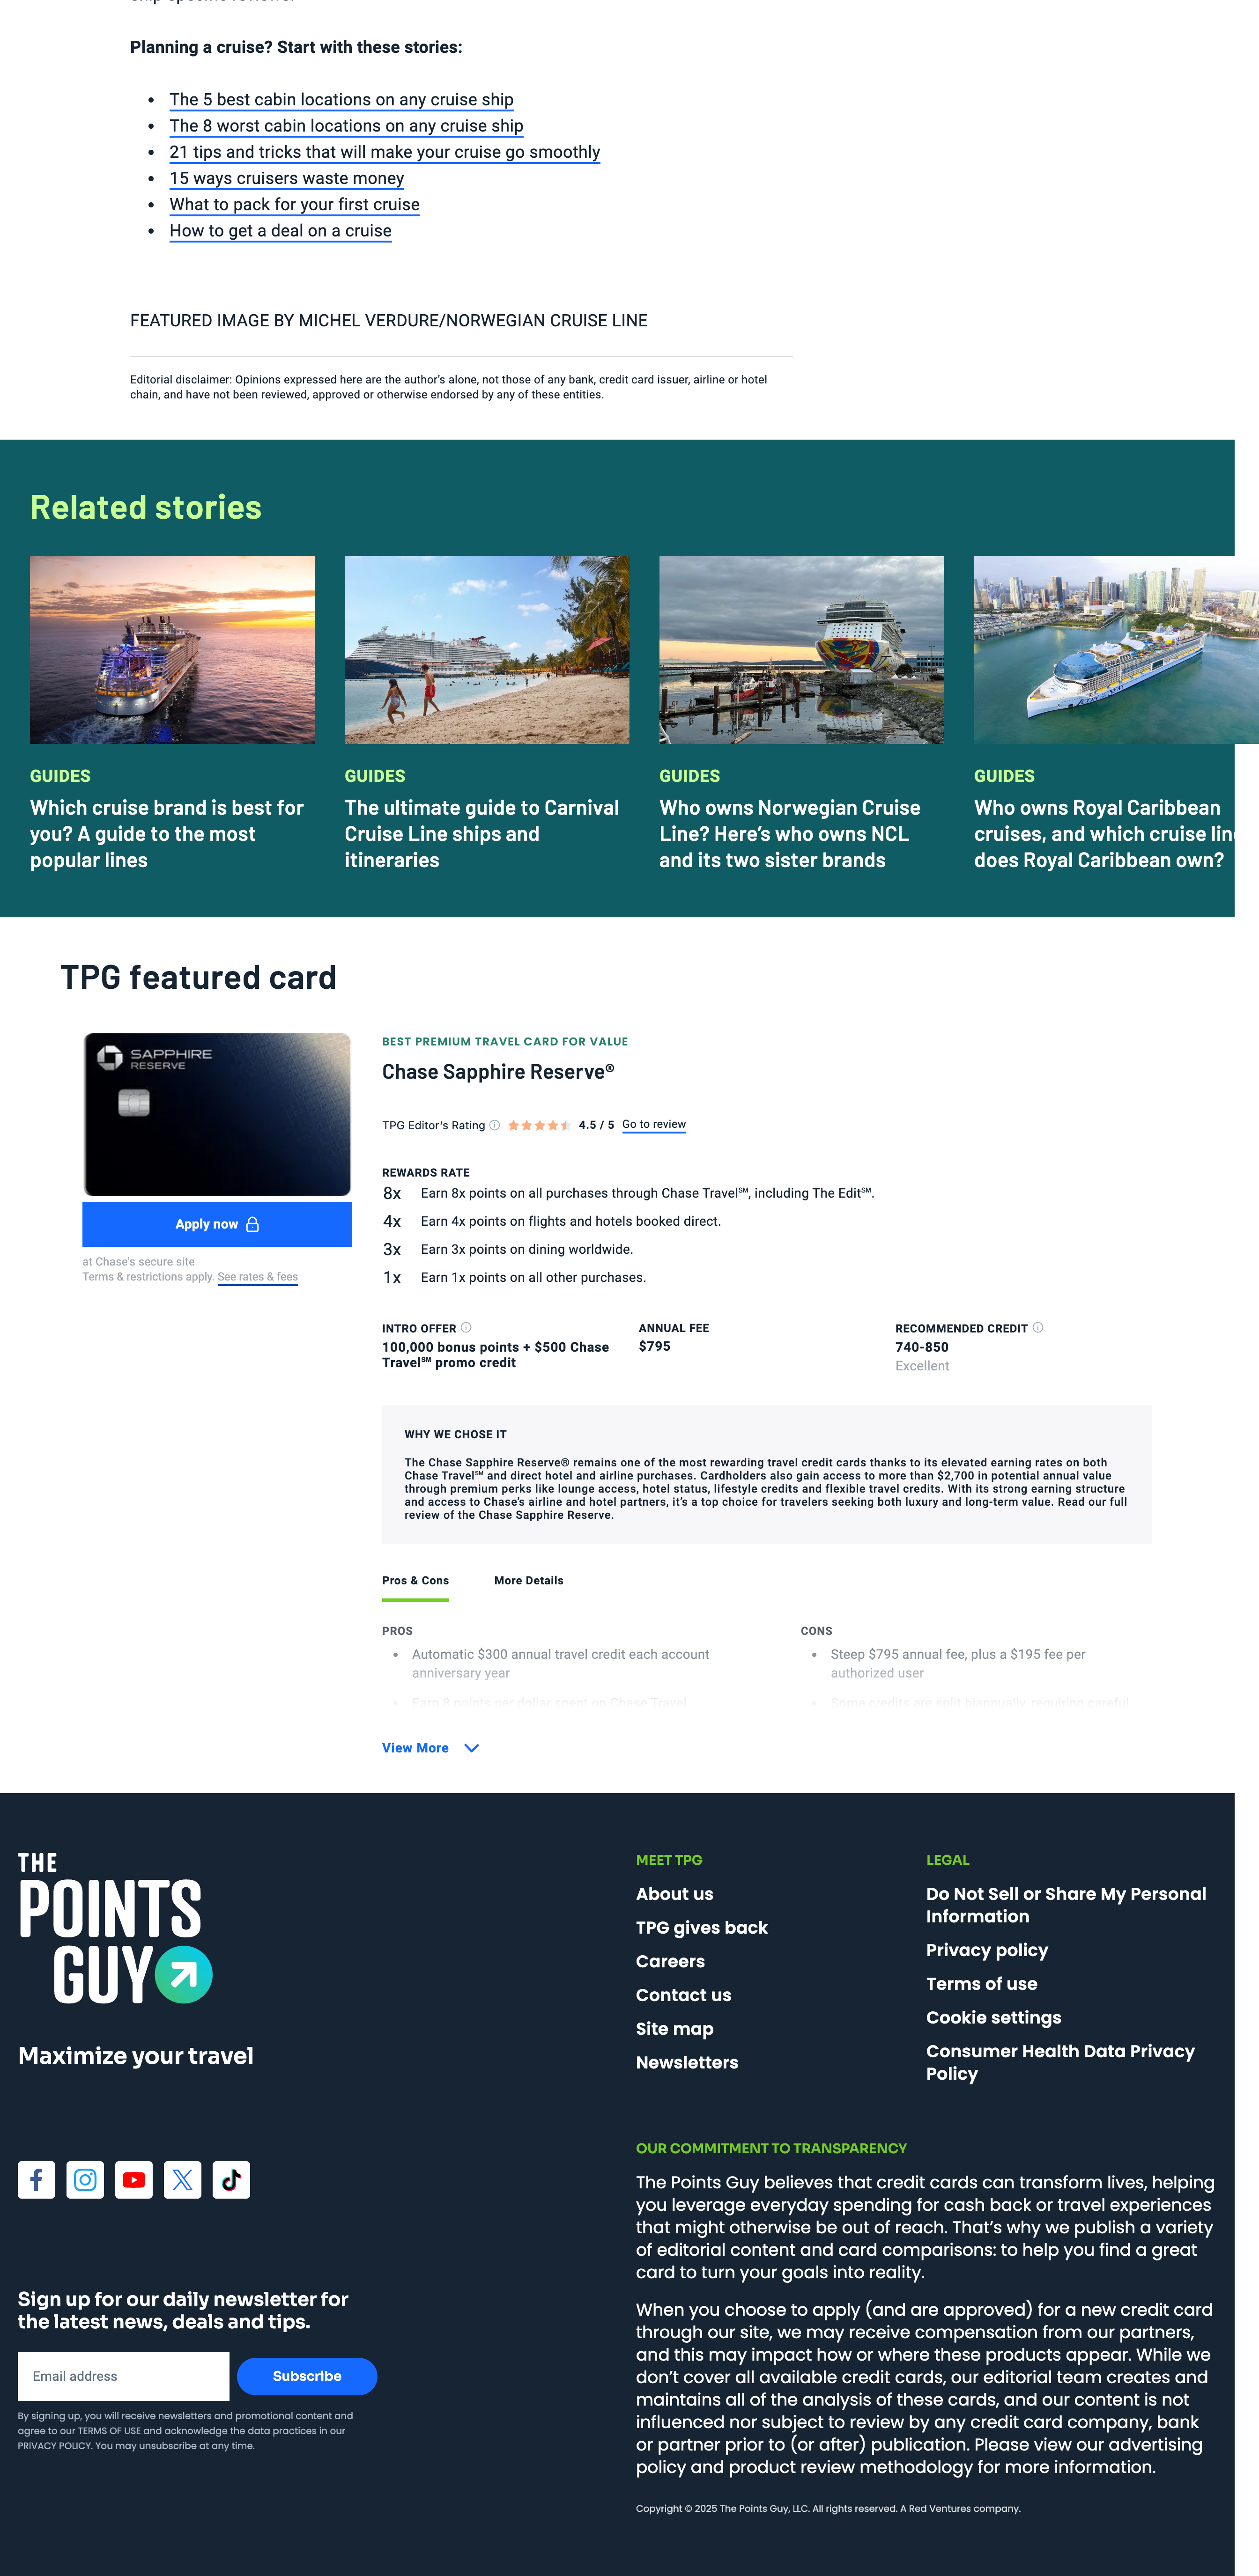 Planning a cruise? Start with these stories:
The 5 best cabin locations on any cruise ship
The 8 worst cabin locations on any cruise ship
21 tips and tricks that will make your cruise go smoothly
15 ways cruisers waste money
What to pack for your first cruise
How to get a deal on a cruise
FEATURED IMAGE BY MICHEL VERDURE/NORWEGIAN CRUISE LINE
Editorial disclaimer: Opinions expressed here are the author's alone, not those of any bank, credit card issuer, airline or hotel
chain, and have not been reviewed, approved or otherwise endorsed by any of these entities.
Related stories
GUIDES
Which cruise brand is best for
you? A guide to the most
popular lines
GUIDES
The ultimate guide to Carnival
Cruise Line ships and
itineraries
GUIDES
Who owns Norwegian Cruise
Line? Here's who owns NCL
and its two sister brands
GUIDES
Who owns Royal Caribbean
cruises, and which cruise line
does Royal Caribbean own?
TPG featured card
SAPPHIRE
RESERVE
Apply now
at Chase's secure site
Terms & restrictions apply. See rates & fees
BEST PREMIUM TRAVEL CARD FOR VALUE
Chase Sapphire Reserve®
TPG Editor's Rating 4.5 / 5 Go to review
REWARDS RATE
8x Earn 8x points on all purchases through Chase Travel℠, including The Edit℠.
4x Earn 4x points on flights and hotels booked direct.
3x Earn 3x points on dining worldwide.
1x Earn 1x points on all other purchases.
INTRO OFFER
100,000 bonus points + $500 Chase
Travel℠ promo credit
ANNUAL FEE
$795
RECOMMENDED CREDIT
740-850
Excellent
WHY WE CHOSE IT
The Chase Sapphire Reserve® remains one of the most rewarding travel credit cards thanks to its elevated earning rates on both
Chase Travel℠ and direct hotel and airline purchases. Cardholders also gain access to more than $2,700 in potential annual value
through premium perks like lounge access, hotel status, lifestyle credits and flexible travel credits. With its strong earning structure
and access to Chase's airline and hotel partners, it's a top choice for travelers seeking both luxury and long-term value. Read our full
review of the Chase Sapphire Reserve.
Pros & Cons More Details
PROS
Automatic $300 annual travel credit each account
anniversary year
Earn 8 points per dollar spent on Chase Travel
CONS
Steep $795 annual fee, plus a $195 fee per
authorized user
Some credits are split biannually, requiring careful
View More
THE
POINTS
GUY
Maximize your travel
Sign up for our daily newsletter for
the latest news, deals and tips.
Email address
Subscribe
By signing up, you will receive newsletters and promotional content and
agree to our TERMS OF USE and acknowledge the data practices in our
PRIVACY POLICY. You may unsubscribe at any time.
MEET TPG
About us
TPG gives back
Careers
Contact us
Site map
Newsletters
LEGAL
Do Not Sell or Share My Personal
Information
Privacy policy
Terms of use
Cookie settings
Consumer Health Data Privacy
Policy
OUR COMMITMENT TO TRANSPARENCY
The Points Guy believes that credit cards can transform lives, helping
you leverage everyday spending for cash back or travel experiences
that might otherwise be out of reach. That's why we publish a variety
of editorial content and card comparisons: to help you find a great
card to turn your goals into reality.
When you choose to apply (and are approved) for a new credit card
through our site, we may receive compensation from our partners,
and this may impact how or where these products appear. While we
don't cover all available credit cards, our editorial team creates and
maintains all of the analysis of these cards, and our content is not
influenced nor subject to review by any credit card company, bank
or partner prior to (or after) publication. Please view our advertising
policy and product review methodology for more information.
Copyright © 2025 The Points Guy, LLC. All rights reserved. A Red Ventures company.